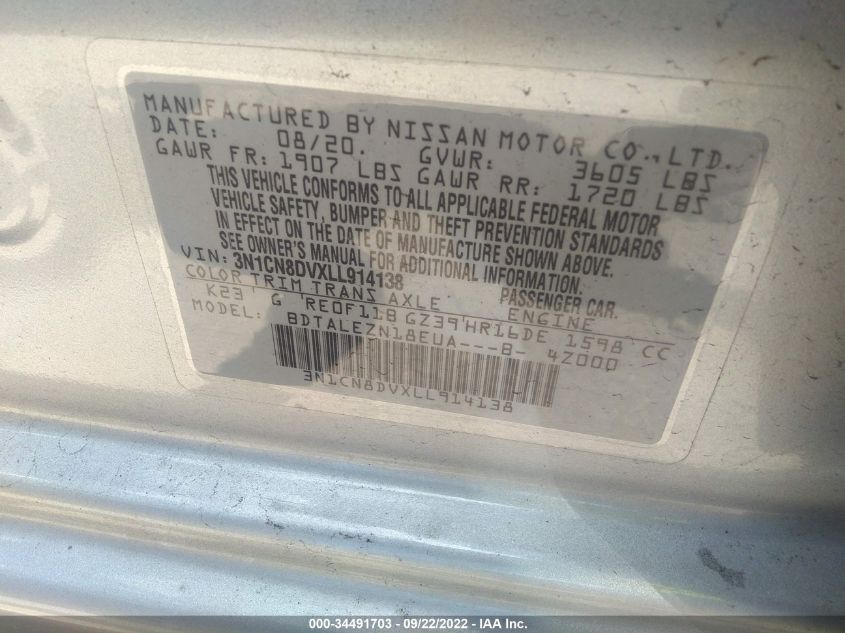 MANUFACTURED BY NISSAN MOTOR CO., LTD.
DATE: 08/20. GVWR: 3605 LBS
GAWR FR: 1907 LBS GAWR RR: 1720 LBS
THIS VEHICLE CONFORMS TO ALL APPLICABLE FEDERAL MOTOR
VEHICLE SAFETY, BUMPER AND THEFT PREVENTION STANDARDS
IN EFFECT ON THE DATE OF MANUFACTURE SHOWN ABOVE.
SEE OWNER'S MANUAL FOR ADDITIONAL INFORMATION.
VIN: 3N1CN8DVXLL914138 PASSENGER CAR.
COLOR TRIM TRANS AXLE ENGINE
K23 G RE0F11B GZ39 HR16DE 1598 CC
MODEL: BDTALEZN18EUA---B- 4Z000
3N1CN8DVXLL914138
000-34491703 - 09/22/2022 - IAA Inc.